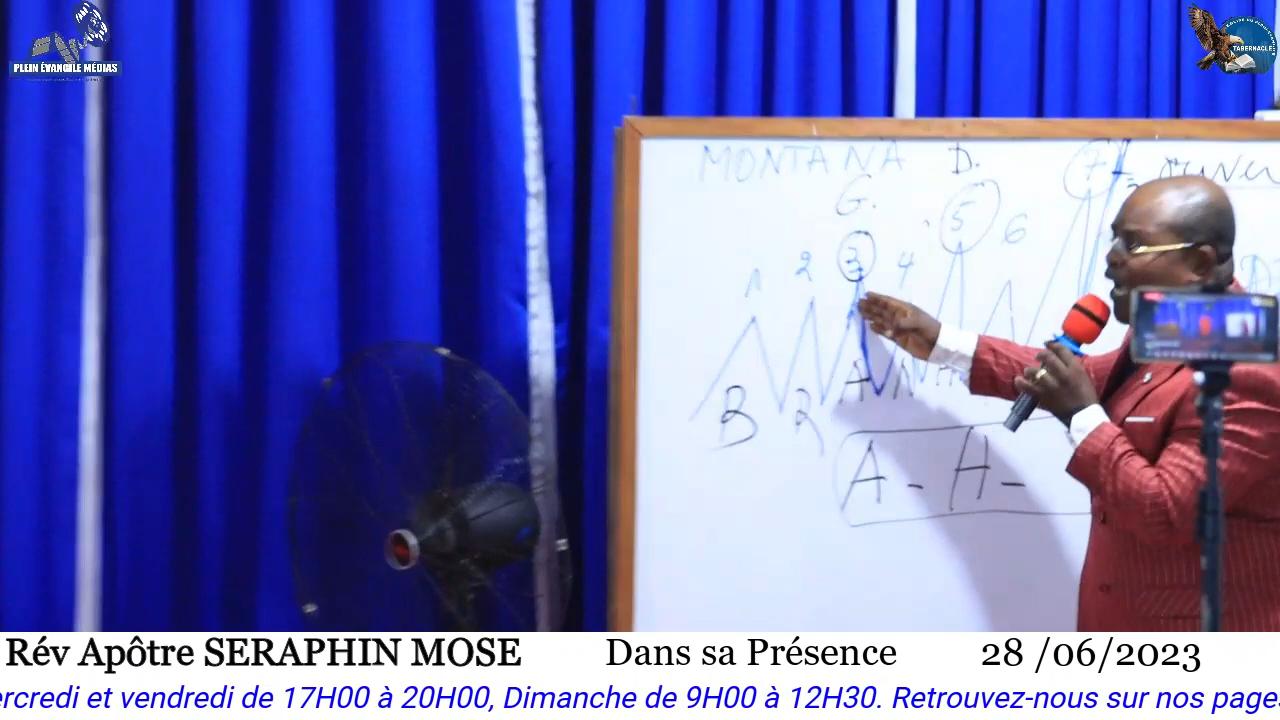 PLEIN ÉVANGILE MÉDIAS
TABERNACLE
MONTANA D.
G.
7
5
6
3
4
2
1
A
B R
A - H -
Rév Apôtre SERAPHIN MOSE Dans sa Présence 28 /06/2023
ercredi et vendredi de 17H00 à 20H00, Dimanche de 9H00 à 12H30. Retrouvez-nous sur nos pages